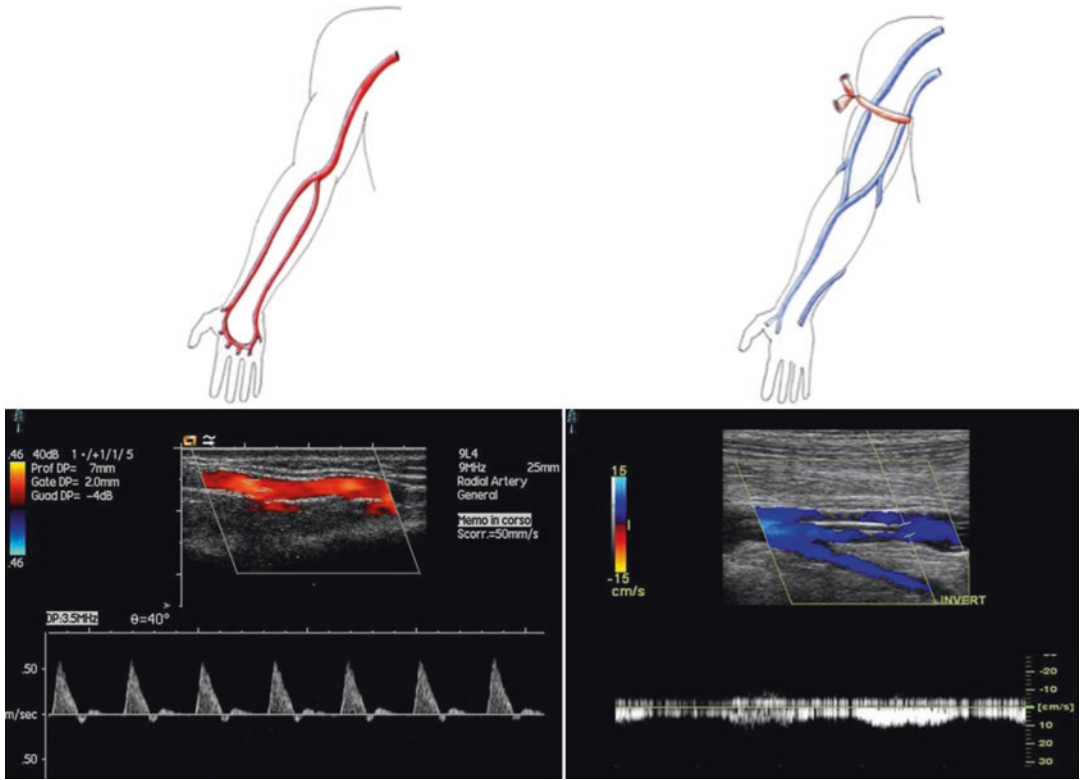 .46
40dB 1 •/+1/1/ 5
Prof DP= 7mm
Gate DP= 2.0mm
Guad DP= -4dB
.46
9L4
9MHz 25mm
Radial Artery
General
Memo in corso
Scorr.=50mm/s
DP:3.5MHz θ=40°
.50
m/sec
.50
15
-15
cm/s
INVERT
-20
-10
[cm/s]
10
20
30